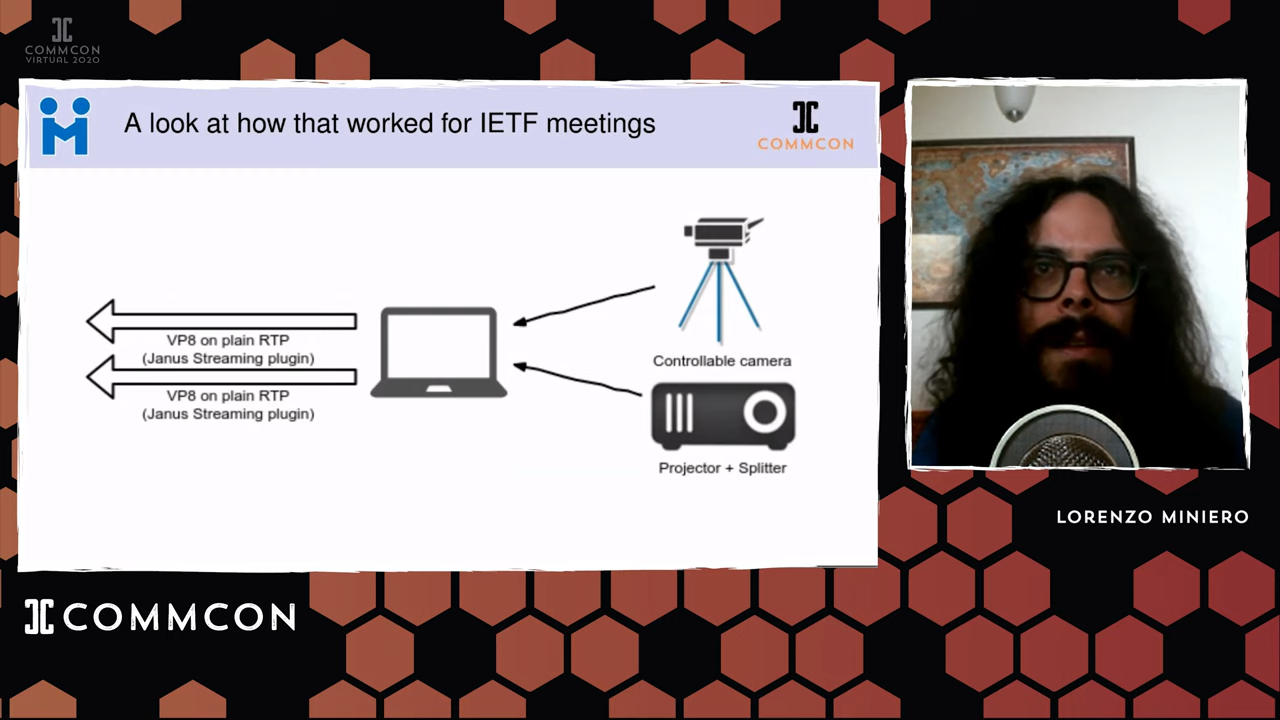 COMMCON
VIRTUAL 2020
A look at how that worked for IETF meetings
COMMCON
VP8 on plain RTP
(Janus Streaming plugin)
VP8 on plain RTP
(Janus Streaming plugin)
Controllable camera
Projector + Splitter
LORENZO MINIERO
COMMCON